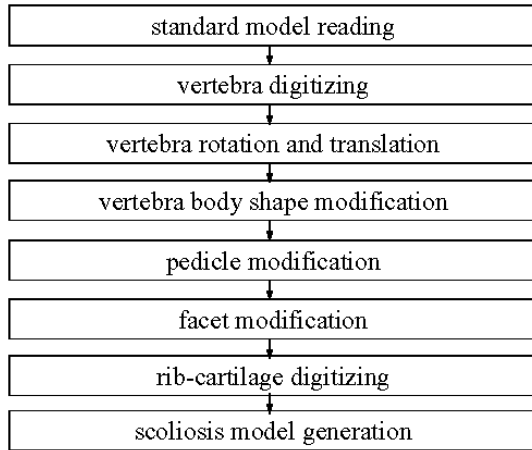 standard model reading
vertebra digitizing
vertebra rotation and translation
vertebra body shape modification
pedicle modification
facet modification
rib-cartilage digitizing
scoliosis model generation